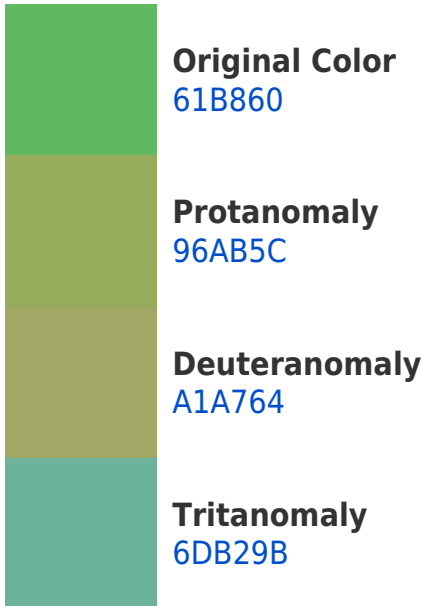 Original Color
61B860
Protanomaly
96AB5C
Deuteranomaly
A1A764
Tritanomaly
6DB29B